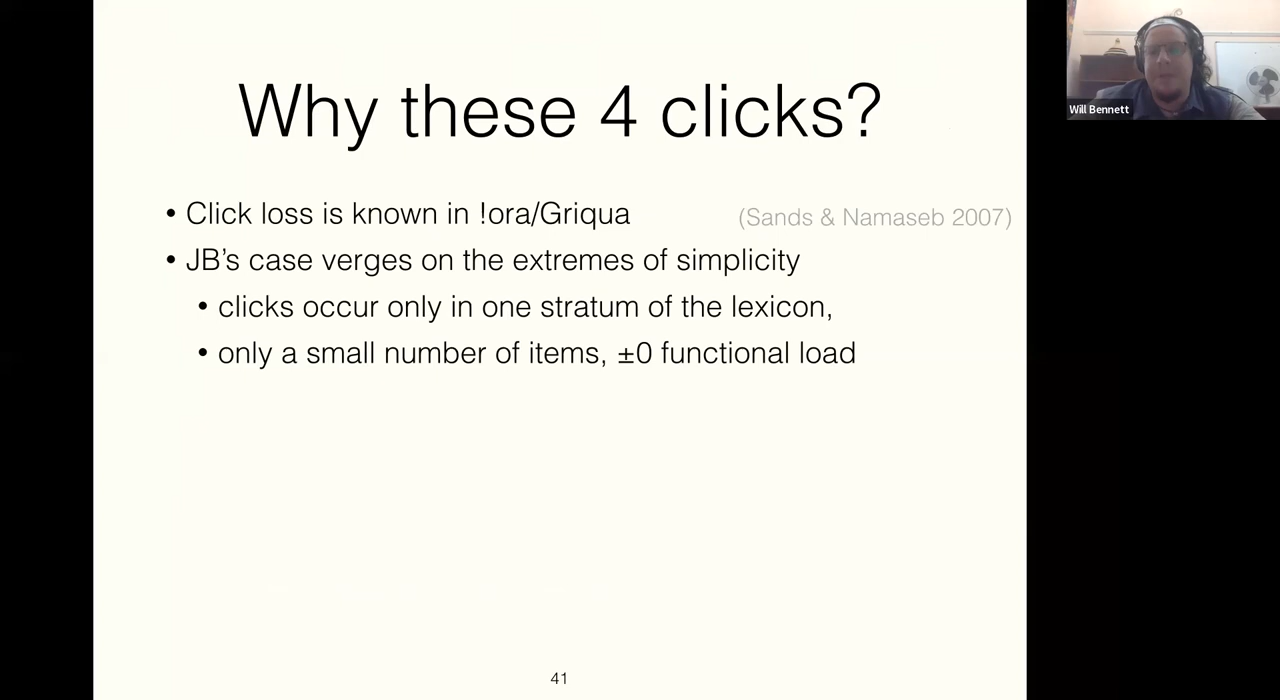 Why these 4 clicks?
• Click loss is known in !ora/Griqua (Sands & Namaseb 2007)
• JB’s case verges on the extremes of simplicity
• clicks occur only in one stratum of the lexicon,
• only a small number of items, ±0 functional load
41
Will Bennett